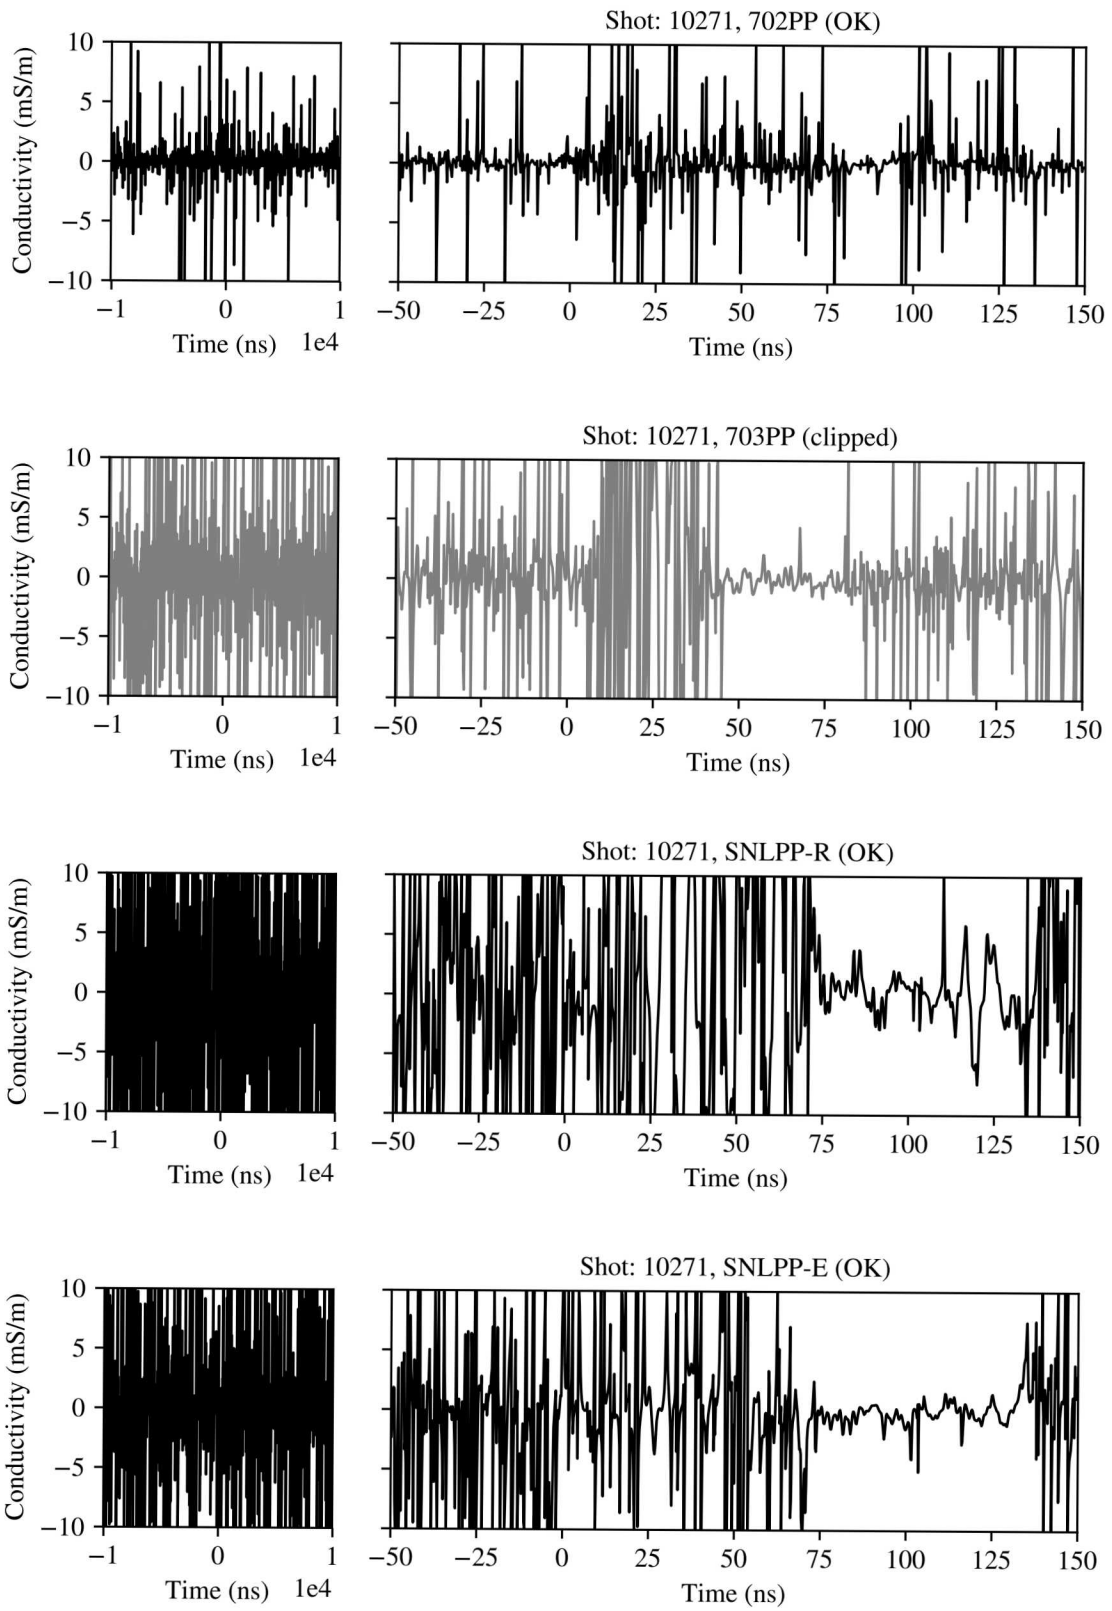 Shot: 10271, 702PP (OK)
Conductivity (mS/m)
10
5
0
−5
−10
−1 0 1
Time (ns) 1e4
−50 −25 0 25 50 75 100 125 150
Time (ns)
Shot: 10271, 703PP (clipped)
Conductivity (mS/m)
10
5
0
−5
−10
−1 0 1
Time (ns) 1e4
−50 −25 0 25 50 75 100 125 150
Time (ns)
Shot: 10271, SNLPP-R (OK)
Conductivity (mS/m)
10
5
0
−5
−10
−1 0 1
Time (ns) 1e4
−50 −25 0 25 50 75 100 125 150
Time (ns)
Shot: 10271, SNLPP-E (OK)
Conductivity (mS/m)
10
5
0
−5
−10
−1 0 1
Time (ns) 1e4
−50 −25 0 25 50 75 100 125 150
Time (ns)